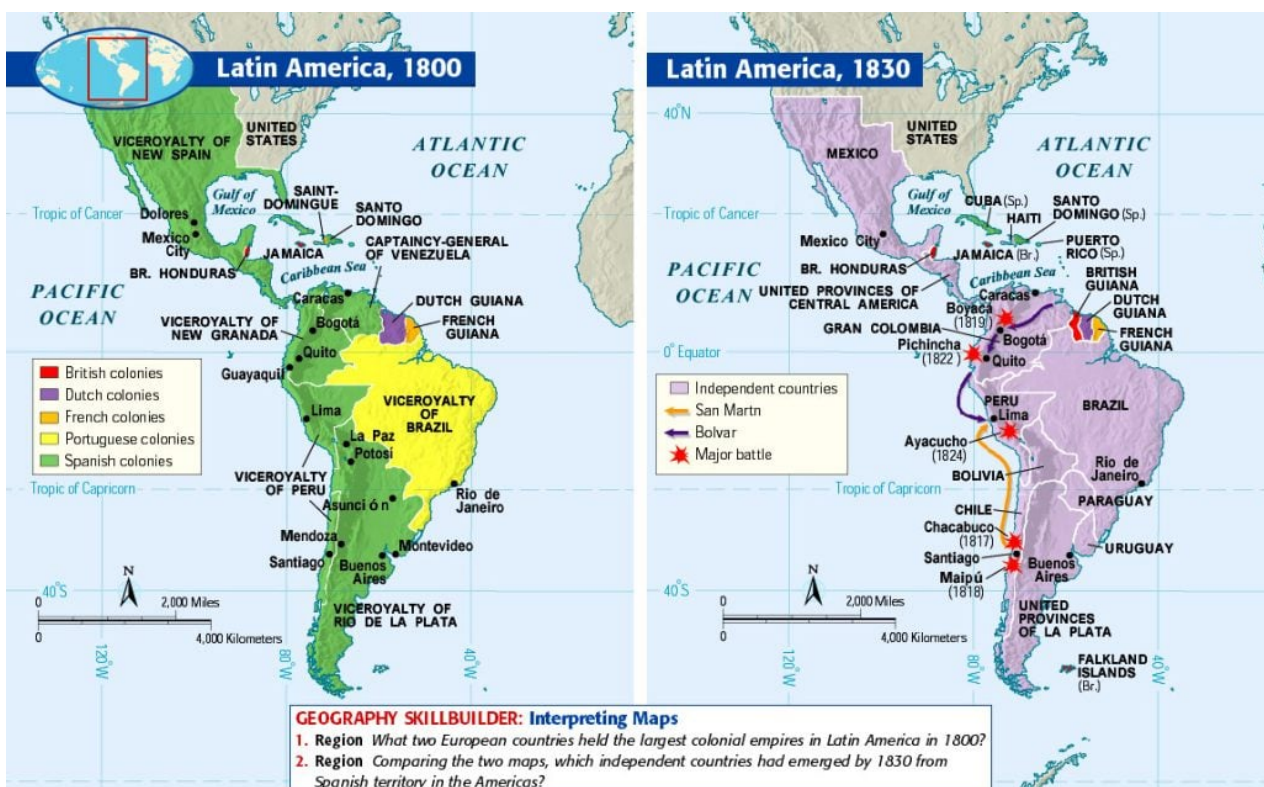 Latin America, 1800
VICEROYALTY OF
NEW SPAIN
UNITED
STATES
ATLANTIC
OCEAN
Gulf of
Mexico
SAINT-
DOMINGUE
SANTO
DOMINGO
Tropic of Cancer
Dolores
Mexico
City
JAMAICA
CAPTAINCY-GENERAL
OF VENEZUELA
BR. HONDURAS
Caribbean Sea
PACIFIC
OCEAN
Caracas
DUTCH GUIANA
VICEROYALTY OF
NEW GRANADA
Bogotá
FRENCH
GUIANA
Quito
Guayaquil
British colonies
Dutch colonies
French colonies
Portuguese colonies
Spanish colonies
Lima
VICEROYALTY
OF
BRAZIL
La Paz
Potosí
VICEROYALTY
OF PERU
Tropic of Capricorn
Asunción
Rio de
Janeiro
Mendoza
Santiago
Montevideo
Buenos
Aires
40°S
N
0 2,000 Miles
0 4,000 Kilometers
VICEROYALTY OF
RIO DE LA PLATA
120°W
80°W
40°W
Latin America, 1830
40°N
UNITED
STATES
MEXICO
ATLANTIC
OCEAN
Gulf of
Mexico
CUBA (Sp.)
SANTO
DOMINGO (Sp.)
HAITI
Tropic of Cancer
Mexico City
JAMAICA (Br.)
PUERTO
RICO (Sp.)
BR. HONDURAS
Caribbean Sea
BRITISH
GUIANA
UNITED PROVINCES OF
CENTRAL AMERICA
PACIFIC
OCEAN
Caracas
DUTCH
GUIANA
Boyacá
(1819)
GRAN COLOMBIA
Bogotá
FRENCH
GUIANA
Pichincha
(1822 )
0° Equator
Quito
Independent countries
San Martn
Bolvar
Major battle
PERU
Lima
BRAZIL
Ayacucho
(1824)
BOLIVIA
Rio de
Janeiro
Tropic of Capricorn
PARAGUAY
CHILE
Chacabuco
(1817)
Santiago
URUGUAY
Buenos
Aires
Maipú
(1818)
40°S
N
0 2,000 Miles
0 4,000 Kilometers
UNITED
PROVINCES
OF LA PLATA
FALKLAND
ISLANDS
(Br.)
120°W
80°W
40°W
GEOGRAPHY SKILLBUILDER: Interpreting Maps
1. Region What two European countries held the largest colonial empires in Latin America in 1800?
2. Region Comparing the two maps, which independent countries had emerged by 1830 from
Spanish territory in the Americas?